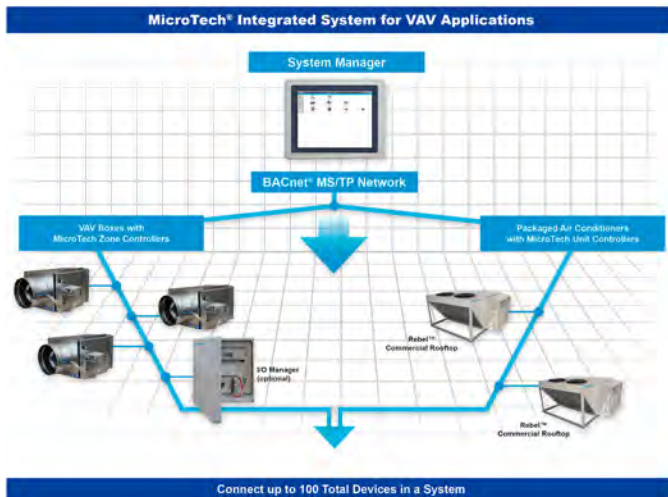 MicroTech® Integrated System for VAV Applications
System Manager
BACnet® MS/TP Network
VAV Boxes with
MicroTech Zone Controllers
Packaged Air Conditioners
with MicroTech Unit Controllers
Rebel™
Commercial Rooftop
I/O Manager
(optional)
Rebel™
Commercial Rooftop
Connect up to 100 Total Devices in a System